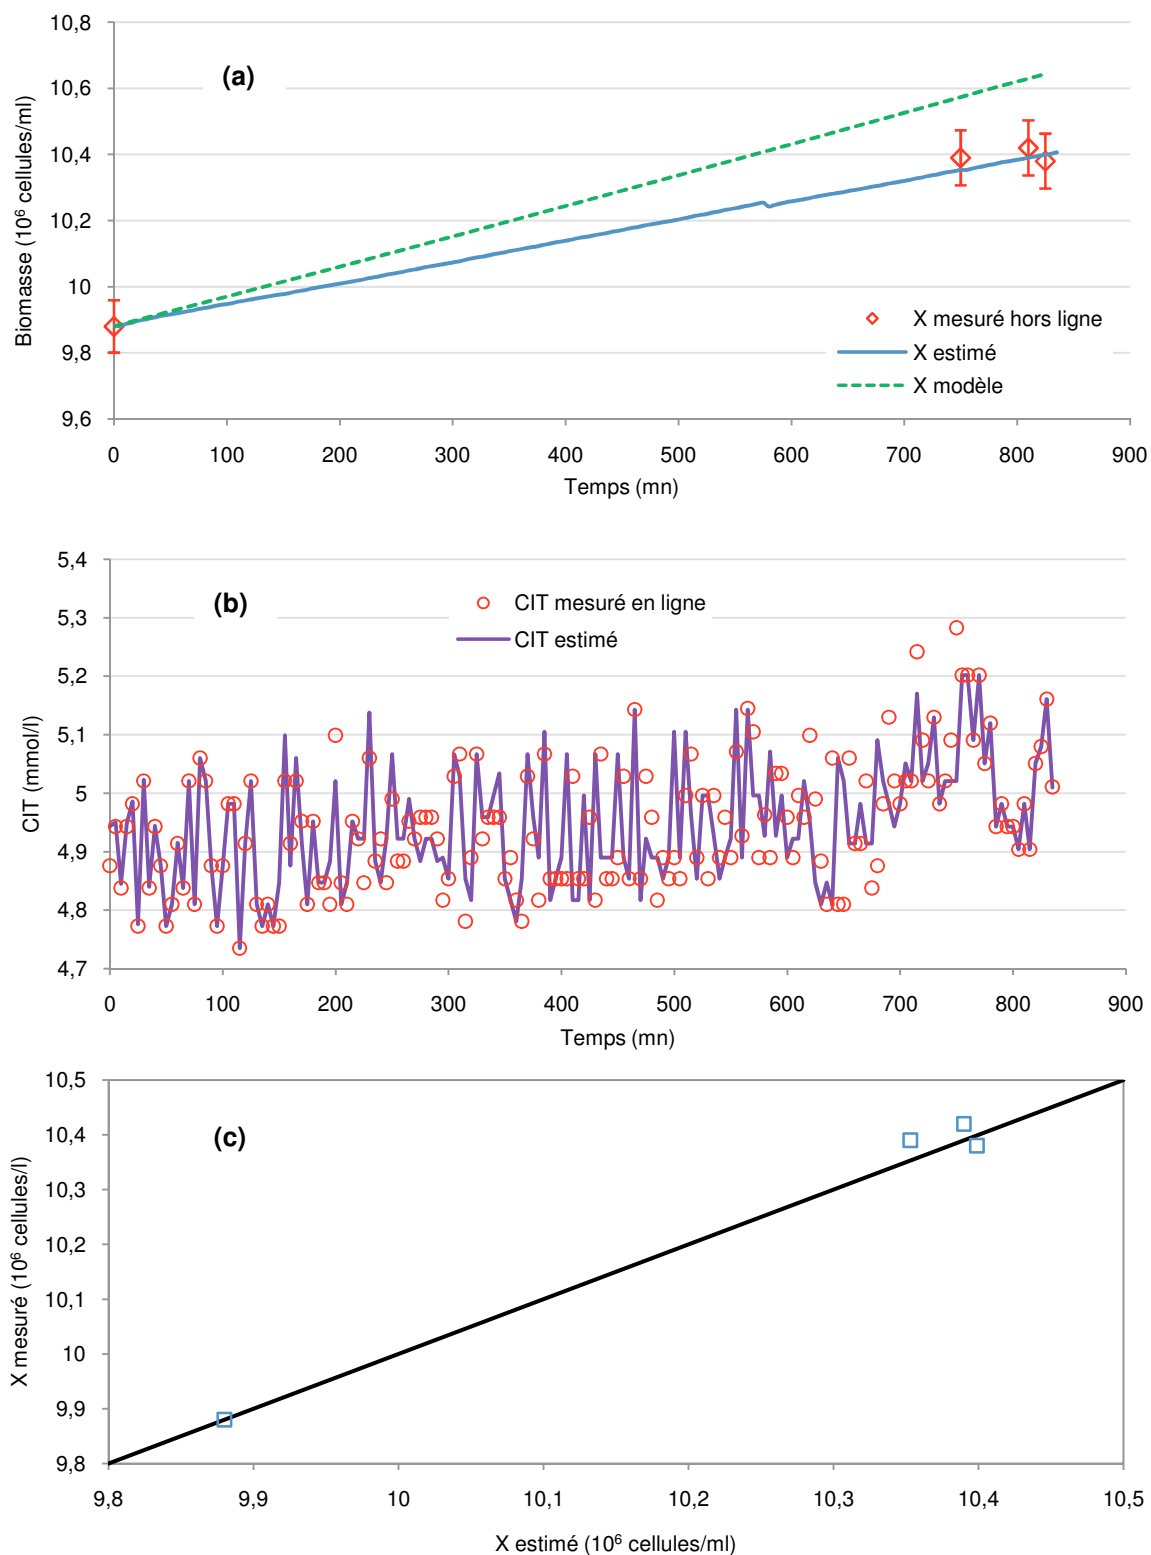 10,8
10,6
10,4
10,2
10
9,8
9,6
Biomasse (10⁶ cellules/ml)
(a)
X mesuré hors ligne
X estimé
X modèle
0 100 200 300 400 500 600 700 800 900
Temps (mn)
5,4
5,3
5,2
5,1
5
4,9
4,8
4,7
CIT (mmol/l)
(b)
CIT mesuré en ligne
CIT estimé
0 100 200 300 400 500 600 700 800 900
Temps (mn)
10,5
10,4
10,3
10,2
10,1
10
9,9
9,8
X mesuré (10⁶ cellules/l)
(c)
9,8 9,9 10 10,1 10,2 10,3 10,4 10,5
X estimé (10⁶ cellules/ml)